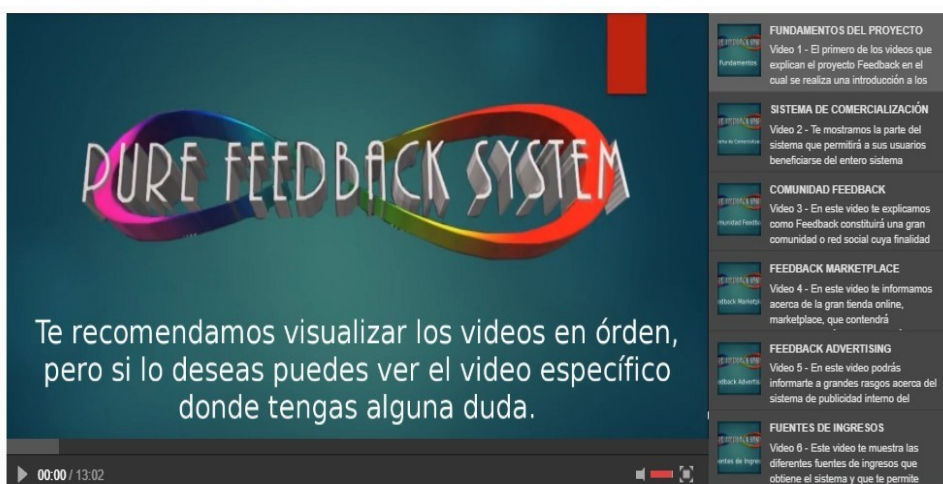 PURE FEEDBACK SYSTEM
Te recomendamos visualizar los videos en órden,
pero si lo deseas puedes ver el video específico
donde tengas alguna duda.
00:00 / 13:02
FUNDAMENTOS DEL PROYECTO
Video 1 - El primero de los videos que
explican el proyecto Feedback en el
cual se realiza una introducción a los
Fundamentos
SISTEMA DE COMERCIALIZACIÓN
Video 2 - Te mostramos la parte del
sistema que permitirá a sus usuarios
beneficiarse del entero sistema
COMUNIDAD FEEDBACK
Video 3 - En este video te explicamos
como Feedback constituirá una gran
comunidad o red social cuya finalidad
FEEDBACK MARKETPLACE
Video 4 - En este video te informamos
acerca de la gran tienda online,
marketplace, que contendrá
FEEDBACK ADVERTISING
Video 5 - En este video podrás
informarte a grandes rasgos acerca del
sistema de publicidad interno del
FUENTES DE INGRESOS
Video 6 - Este video te muestra las
diferentes fuentes de ingresos que
obtiene el sistema y que te permite